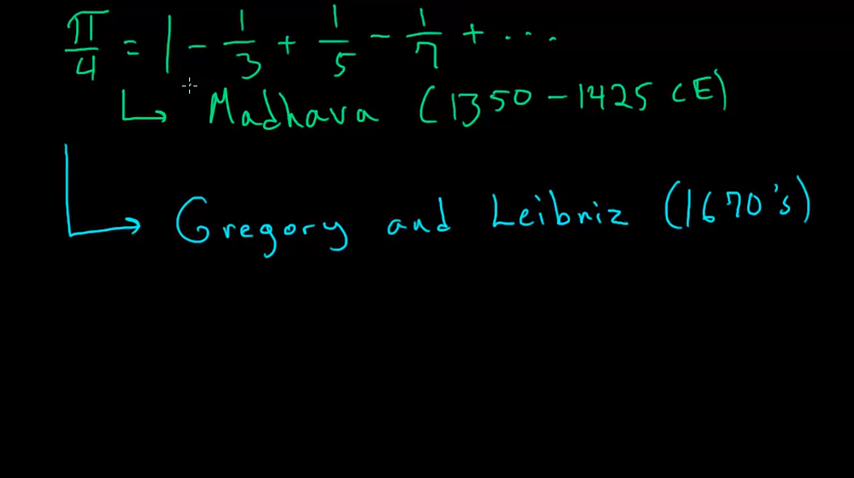 π/4 = 1 - 1/3 + 1/5 - 1/7 + ...
Madhava (1350-1425 CE)
Gregory and Leibniz (1670's)